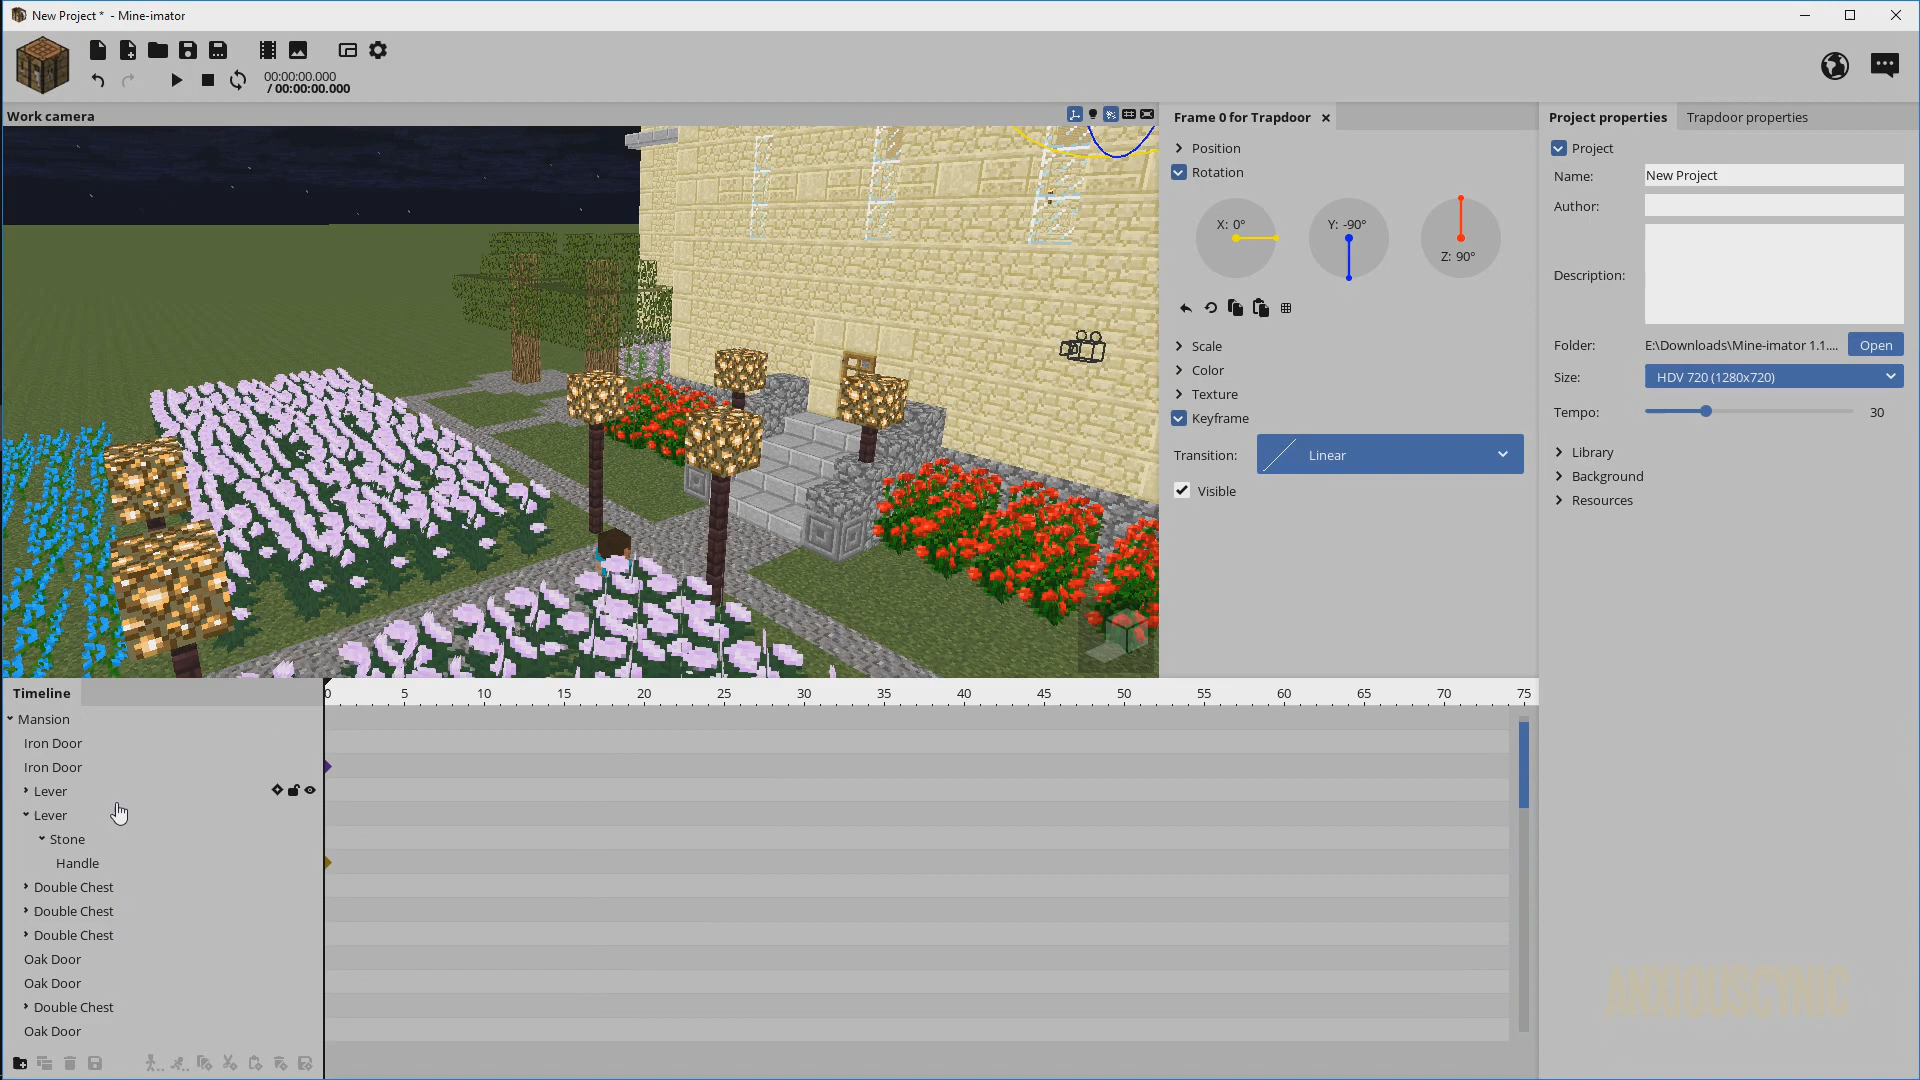 New Project * - Mine-imator
00:00:00.000
/ 00:00:00.000
Work camera
Frame 0 for Trapdoor
Position
Rotation
X: 0°
Y: -90°
Z: 90°
Scale
Color
Texture
Keyframe
Transition:
Linear
Visible
Project properties
Trapdoor properties
Project
Name:
New Project
Author:
Description:
Folder:
E:\Downloads\Mine-imator 1.1....
Open
Size:
HDV 720 (1280x720)
Tempo:
30
Library
Background
Resources
Timeline
0 5 10 15 20 25 30 35 40 45 50 55 60 65 70 75
Mansion
Iron Door
Iron Door
Lever
Lever
Stone
Handle
Double Chest
Double Chest
Double Chest
Oak Door
Oak Door
Double Chest
Oak Door
ANXIOUSCYNIC